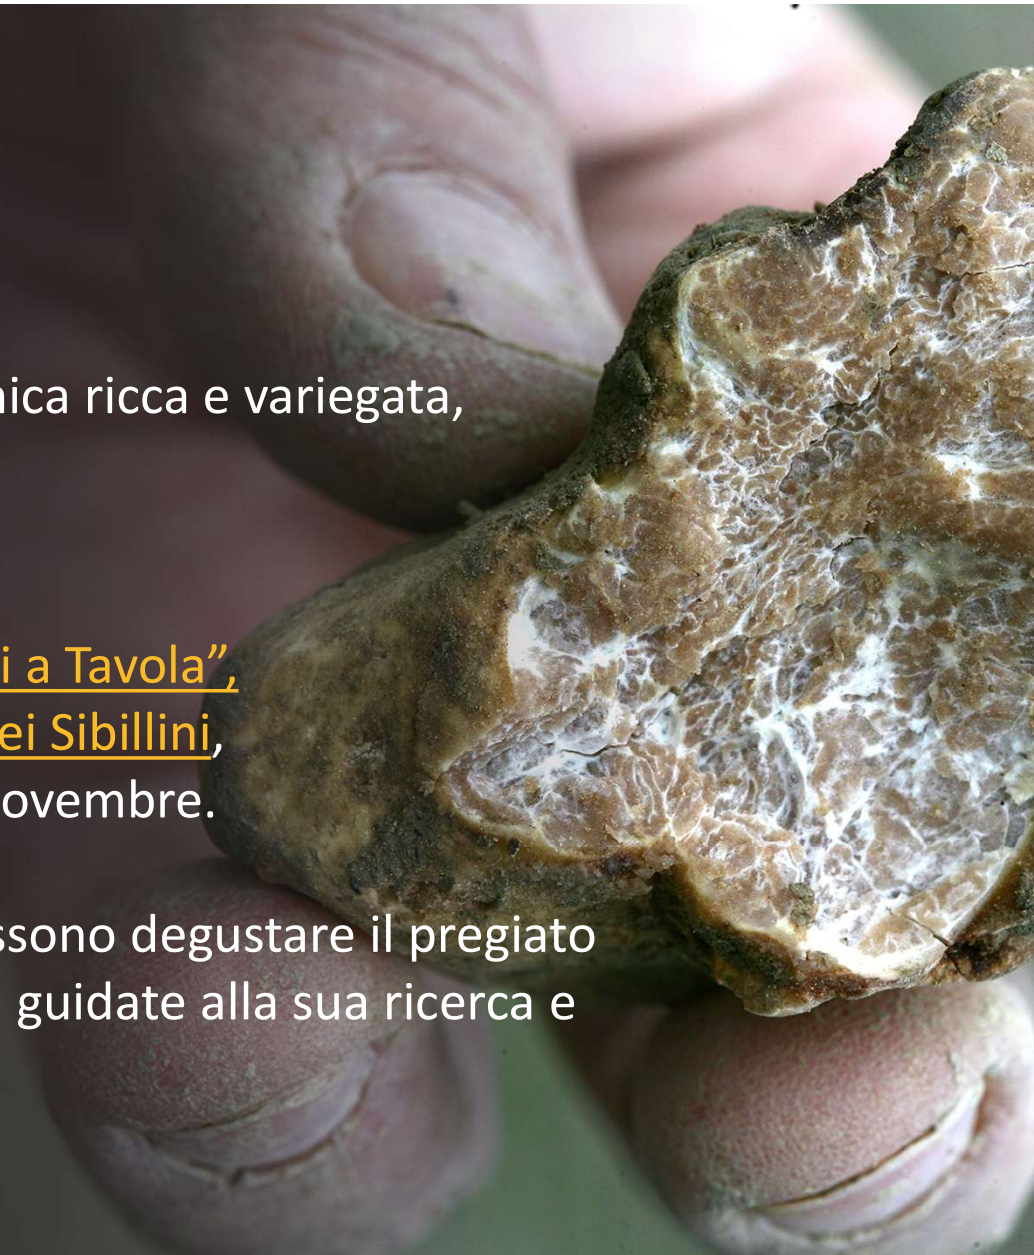 nica ricca e variegata,
i a Tavola”,
ei Sibillini,
ovembre.
ssono degustare il pregiato
guidate alla sua ricerca e